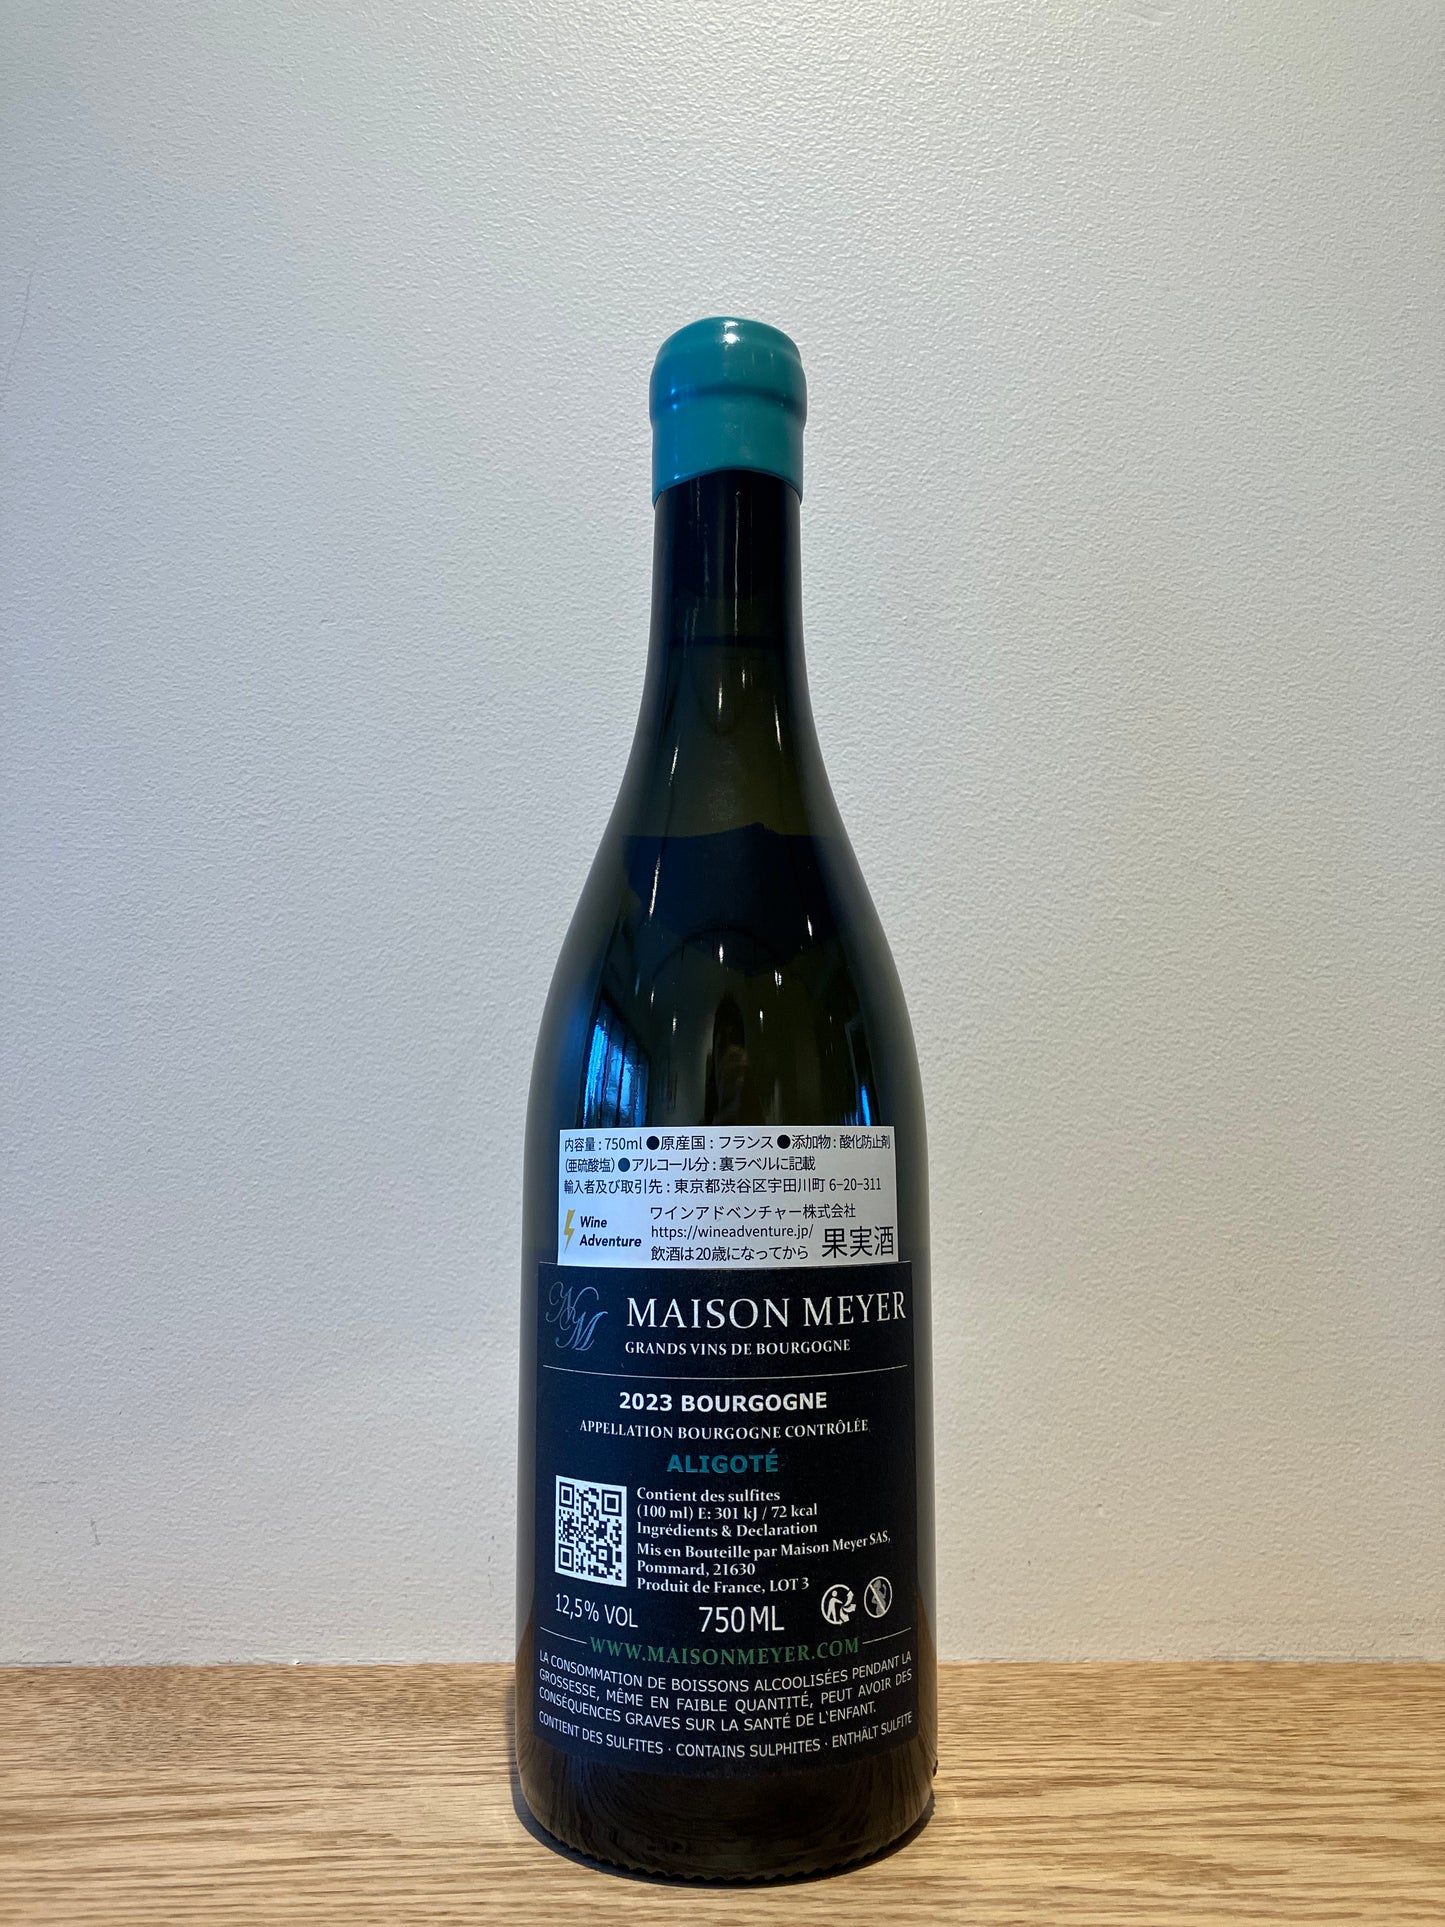 内容量：750ml ●原産国：フランス ●添加物：酸化防止剤
（亜硫酸塩）●アルコール分：裏ラベルに記載
輸入者及び取引先：東京都渋谷区宇田川町 6-20-311
Wine
Adventure
ワインアドベンチャー株式会社
https://wineadventure.jp/
飲酒は20歳になってから
果実酒
MAISON MEYER
GRANDS VINS DE BOURGOGNE
2023 BOURGOGNE
APPELLATION BOURGOGNE CONTRÔLÉE
ALIGOTÉ
Contient des sulfites
(100 ml) E: 301 kJ / 72 kcal
Ingrédients & Declaration
Mis en Bouteille par Maison Meyer SAS,
Pommard, 21630
Produit de France, LOT 3
12,5% VOL 750ML
WWW.MAISONMEYER.COM
LA CONSOMMATION DE BOISSONS ALCOOLISÉES PENDANT LA
GROSSESSE, MÊME EN FAIBLE QUANTITÉ, PEUT AVOIR DES
CONSÉQUENCES GRAVES SUR LA SANTÉ DE L'ENFANT.
CONTIENT DES SULFITES · CONTAINS SULPHITES · ENTHÄLT SULFITE